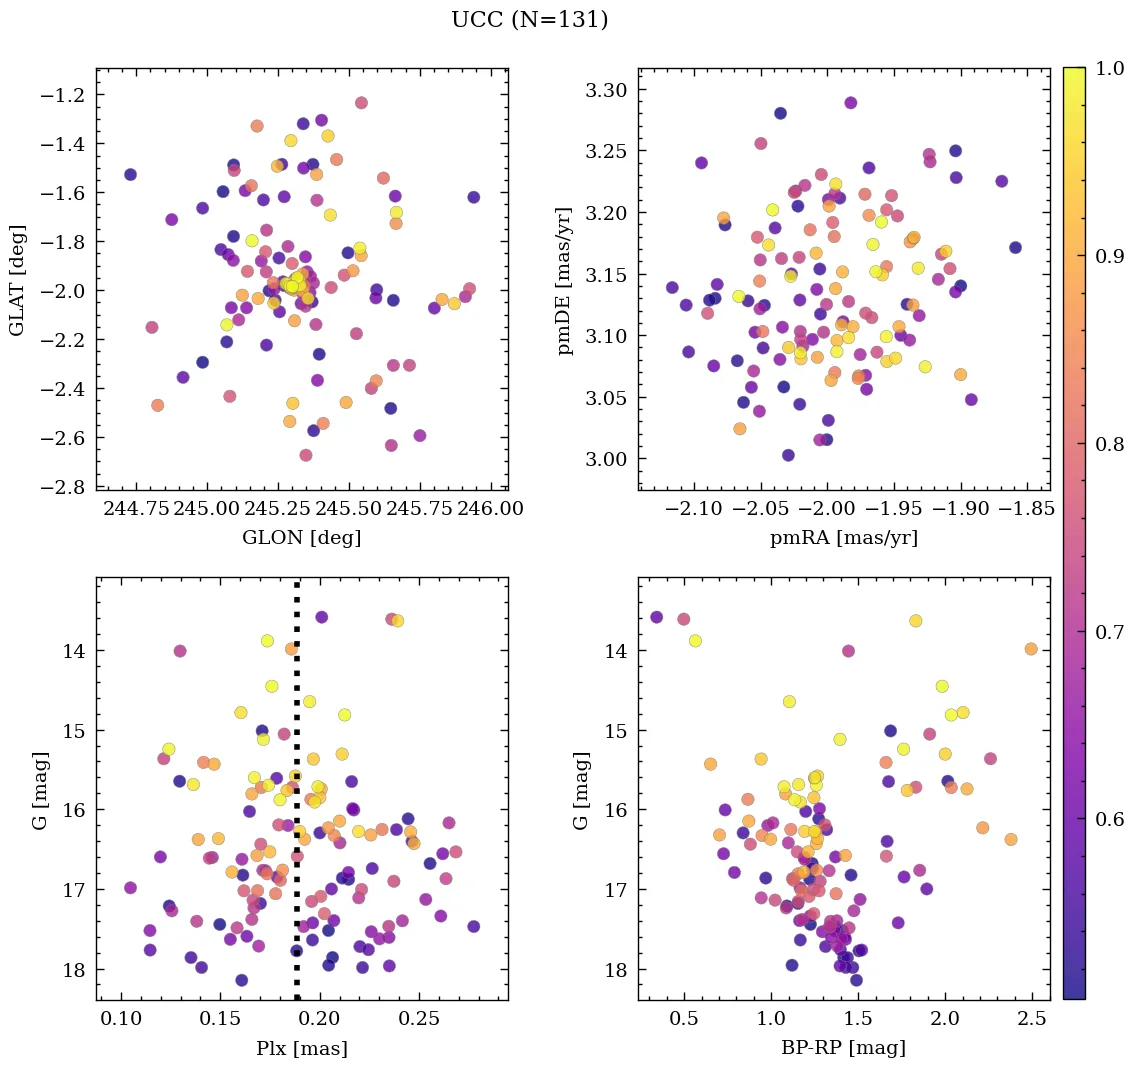 UCC (N=131)
−1.2
−1.4
−1.6
−1.8
−2.0
−2.2
−2.4
−2.6
−2.8
GLAT [deg]
244.75 245.00 245.25 245.50 245.75 246.00
GLON [deg]
3.30
3.25
3.20
3.15
3.10
3.05
3.00
pmDE [mas/yr]
−2.10 −2.05 −2.00 −1.95 −1.90 −1.85
pmRA [mas/yr]
14
15
16
17
18
G [mag]
0.10 0.15 0.20 0.25
Plx [mas]
14
15
16
17
18
G [mag]
0.5 1.0 1.5 2.0 2.5
BP-RP [mag]
1.0
0.9
0.8
0.7
0.6